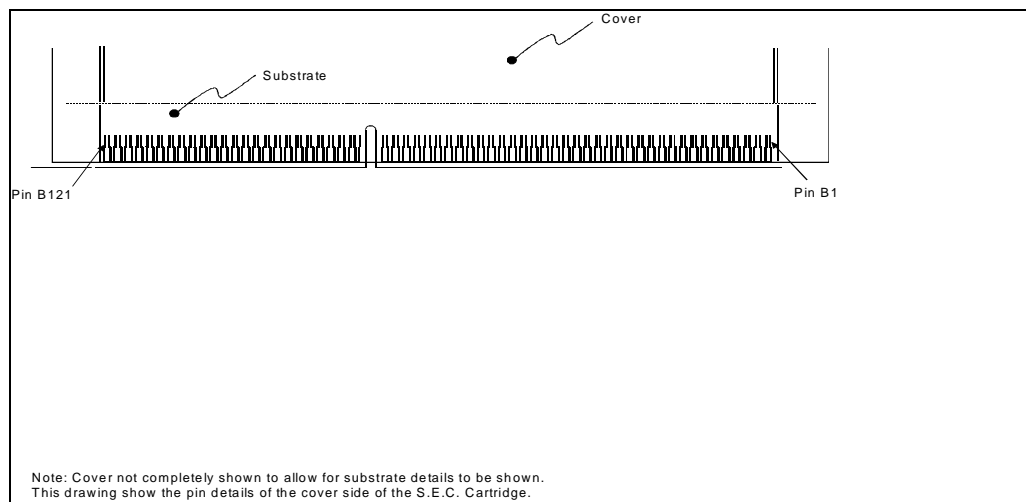 Cover
Substrate
Pin B121
Pin B1
Note: Cover not completely shown to allow for substrate details to be shown.
This drawing show the pin details of the cover side of the S.E.C. Cartridge.